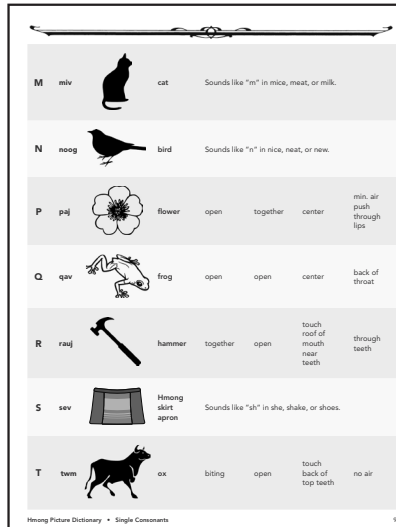 M miv cat Sounds like “m” in mice, meat, or milk.
N noog bird Sounds like “n” in nice, neat, or new.
P paj flower open together center min. air
push
through
lips
Q qav frog open open center back of
throat
R rauj hammer together open touch
roof of
mouth
near
teeth
through
teeth
S sev Hmong
skirt
apron
Sounds like “sh” in she, shake, or shoes.
T twm ox biting open touch
back of
top teeth
no air
Hmong Picture Dictionary • Single Consonants 9